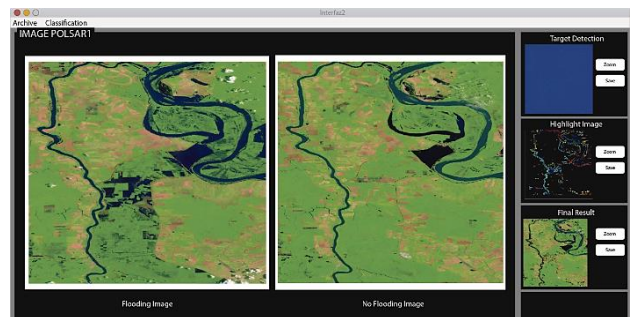 Interfaz2
Archive Classification
IMAGE POLSAR1
Flooding Image
No Flooding Image
Target Detection
Zoom
Save
Highlight Image
Zoom
Save
Final Result
Zoom
Save